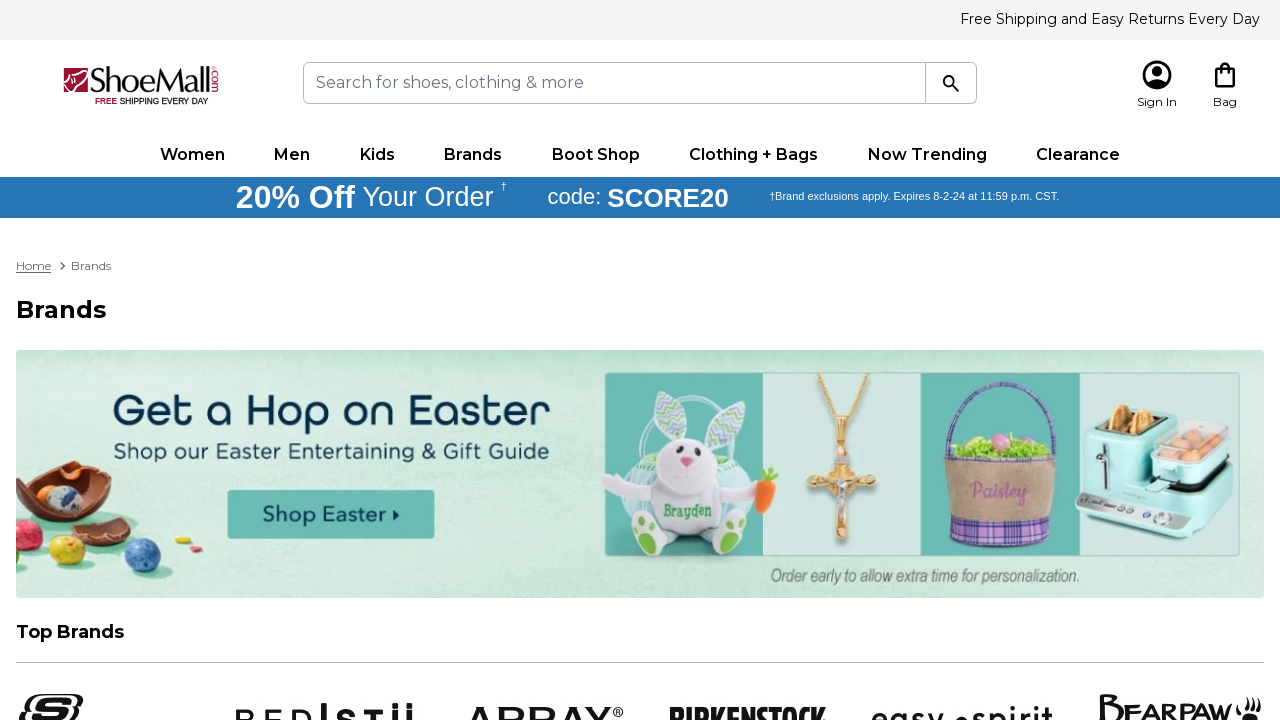 Free Shipping and Easy Returns Every Day
ShoeMall.com
FREE SHIPPING EVERY DAY
Search for shoes, clothing & more
Sign In
Bag
Women Men Kids Brands Boot Shop Clothing + Bags Now Trending Clearance
20% Off Your Order † code: SCORE20 †Brand exclusions apply. Expires 8-2-24 at 11:59 p.m. CST.
Home > Brands
Brands
Get a Hop on Easter
Shop our Easter Entertaining & Gift Guide
Shop Easter
Brayden
Paisley
Order early to allow extra time for personalization.
Top Brands
ARRAY® BIRKENSTOCK easy spirit BEARPAW